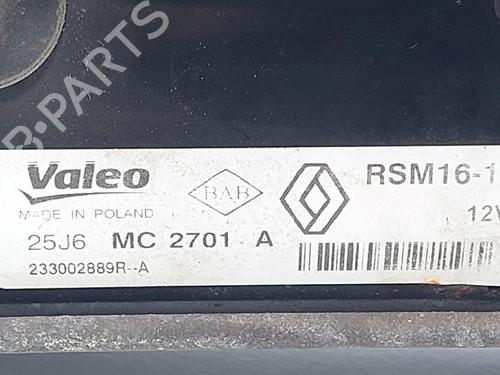 B-PARTS
Valeo
MADE IN POLAND
BAB
RSM16-1
12V
25J6 MC 2701 A
233002889R--A